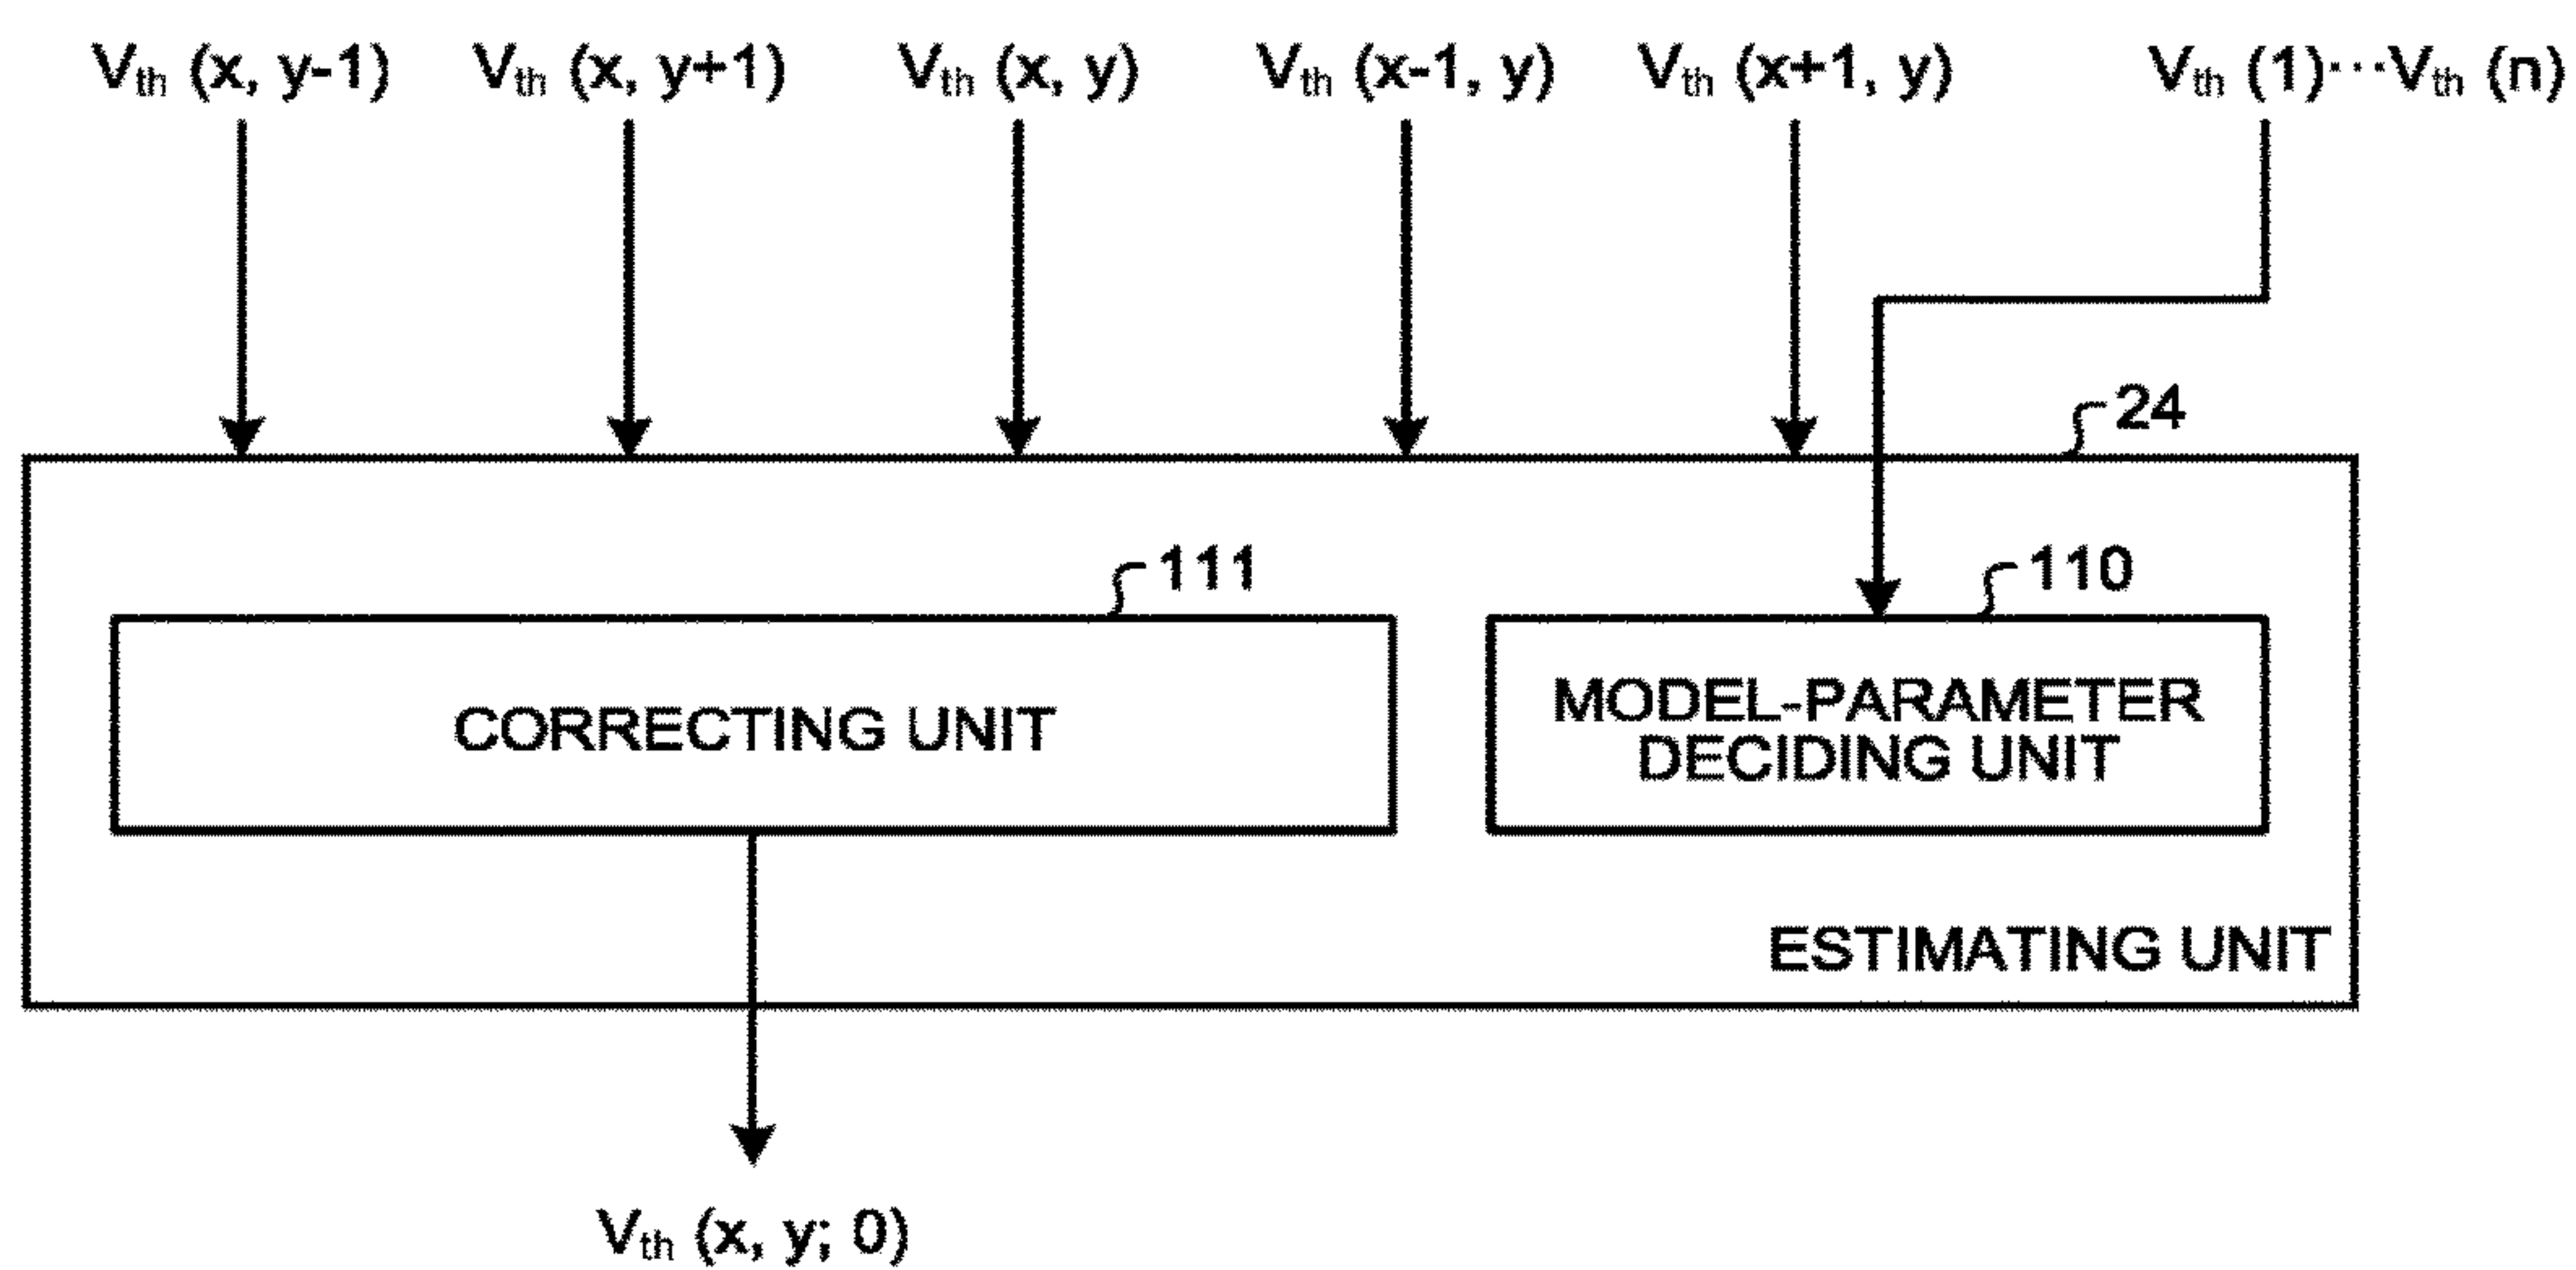 Vth (x, y-1) Vth (x, y+1) Vth (x, y) Vth (x-1, y) Vth (x+1, y) Vth (1)···Vth (n)
24
111 110
CORRECTING UNIT
MODEL-PARAMETER
DECIDING UNIT
ESTIMATING UNIT
Vth (x, y; 0)